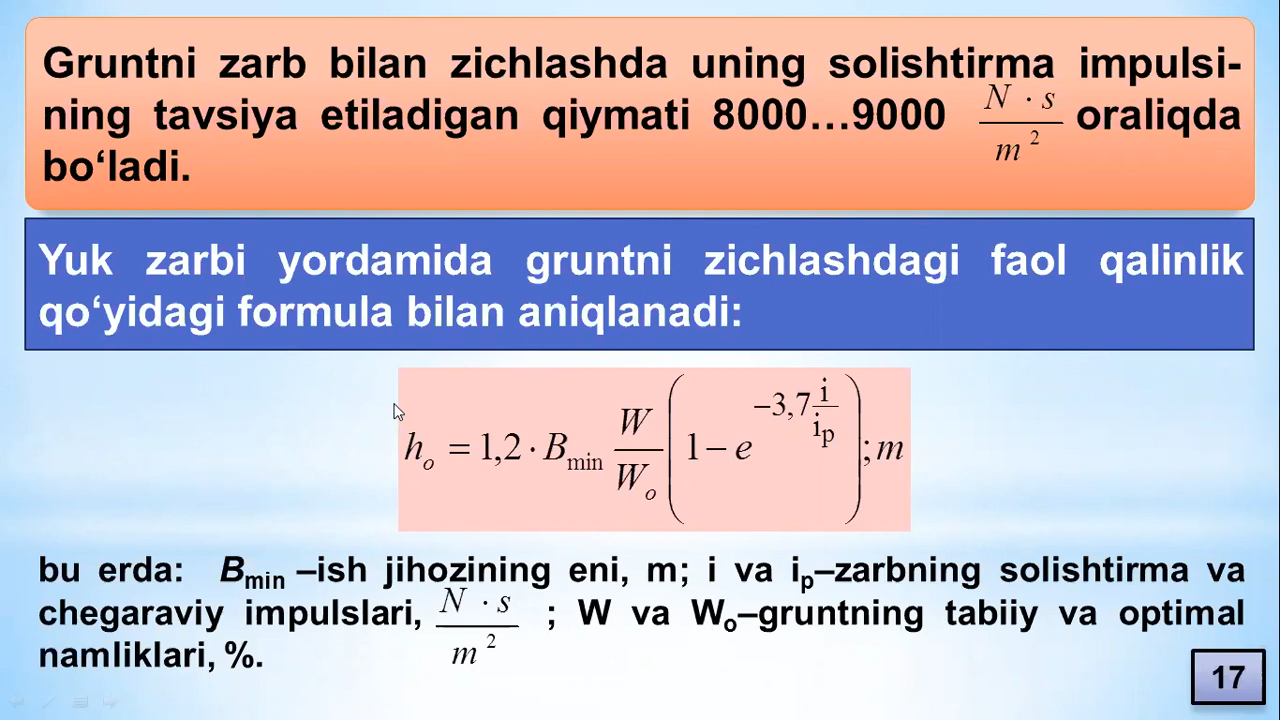 Gruntni zarb bilan zichlashda uning solishtirma impulsi-
ning tavsiya etiladigan qiymati 8000…9000 N · s / m² oraliqda
bo‘ladi.
Yuk zarbi yordamida gruntni zichlashdagi faol qalinlik
qo‘yidagi formula bilan aniqlanadi:
hₒ = 1,2 · B_min W/Wₒ (1 − e^(−3,7 i/i_p)) ; m
bu erda: B_min –ish jihozining eni, m; i va i_p–zarbning solishtirma va
chegaraviy impulslari, N · s / m² ; W va Wₒ–gruntning tabiiy va optimal
namliklari, %.
17